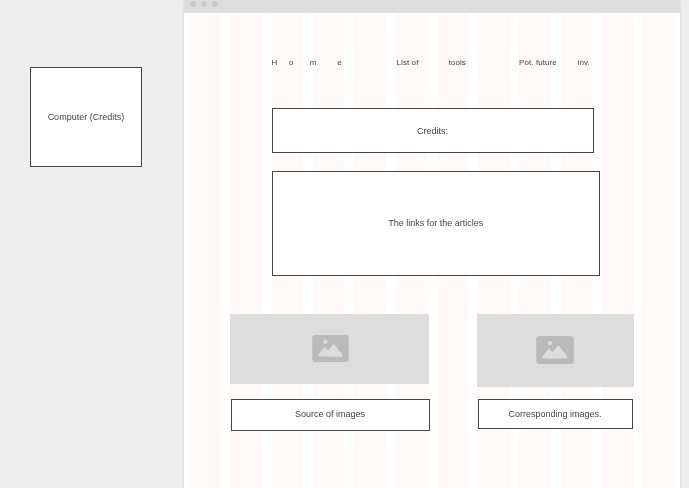 Home List of tools Pot. future inv.
Computer (Credits)
Credits:
The links for the articles
Source of images
Corresponding images.